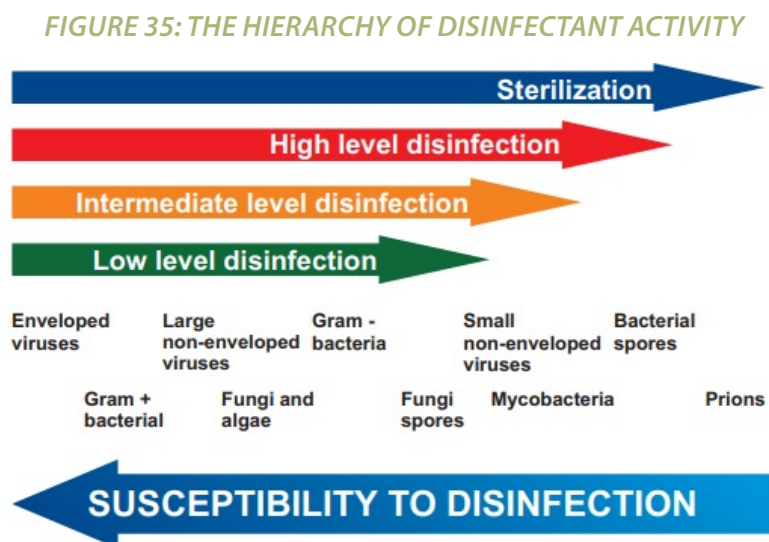 FIGURE 35: THE HIERARCHY OF DISINFECTANT ACTIVITY
Sterilization
High level disinfection
Intermediate level disinfection
Low level disinfection
Enveloped
viruses
Large
non-enveloped
viruses
Gram -
bacteria
Small
non-enveloped
viruses
Bacterial
spores
Gram +
bacterial
Fungi and
algae
Fungi
spores
Mycobacteria
Prions
SUSCEPTIBILITY TO DISINFECTION